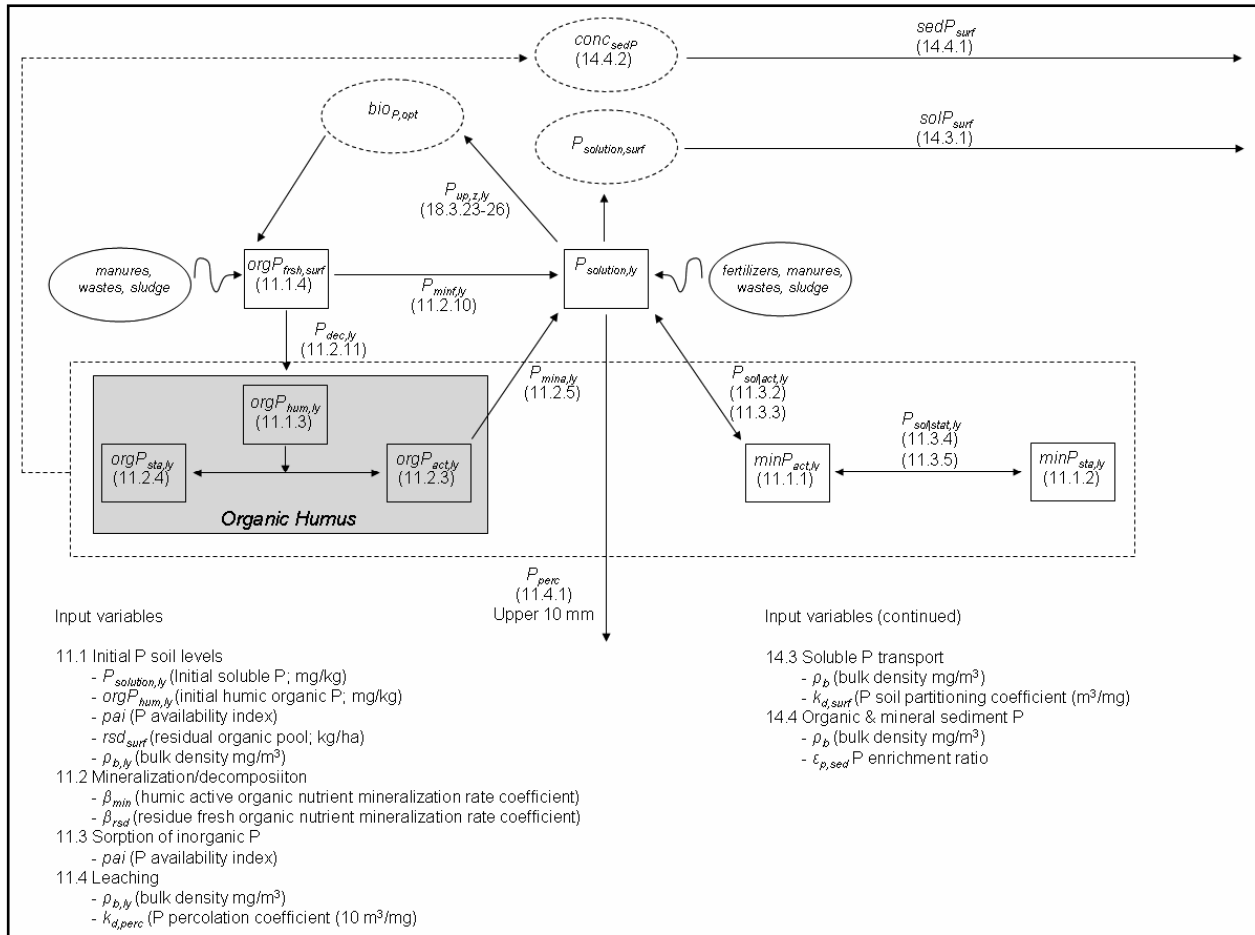 conc_sedP
(14.4.2)
sedP_surf
(14.4.1)
bio_P,opt
P_solution,surf
solP_surf
(14.3.1)
P_up,z,ly
(18.3.23-26)
manures,
wastes, sludge
orgP_frsh,surf
(11.1.4)
P_minf,ly
(11.2.10)
P_solution,ly
fertilizers, manures,
wastes, sludge
P_dec,ly
(11.2.11)
orgP_hum,ly
(11.1.3)
P_mina,ly
(11.2.5)
P_sol|act,ly
(11.3.2)
(11.3.3)
orgP_sta,ly
(11.2.4)
orgP_act,ly
(11.2.3)
Organic Humus
minP_act,ly
(11.1.1)
P_sol|stat,ly
(11.3.4)
(11.3.5)
minP_sta,ly
(11.1.2)
P_perc
(11.4.1)
Upper 10 mm
Input variables
11.1 Initial P soil levels
- P_solution,ly (Initial soluble P; mg/kg)
- orgP_hum,ly (initial humic organic P; mg/kg)
- pai (P availability index)
- rsd_surf (residual organic pool; kg/ha)
- ρ_b,ly (bulk density mg/m³)
11.2 Mineralization/decomposiiton
- β_min (humic active organic nutrient mineralization rate coefficient)
- β_rsd (residue fresh organic nutrient mineralization rate coefficient)
11.3 Sorption of inorganic P
- pai (P availability index)
11.4 Leaching
- ρ_b,ly (bulk density mg/m³)
- k_d,perc (P percolation coefficient (10 m³/mg)
Input variables (continued)
14.3 Soluble P transport
- ρ_b (bulk density mg/m³)
- k_d,surf (P soil partitioning coefficient (m³/mg)
14.4 Organic & mineral sediment P
- ρ_b (bulk density mg/m³)
- ε_p,sed P enrichment ratio